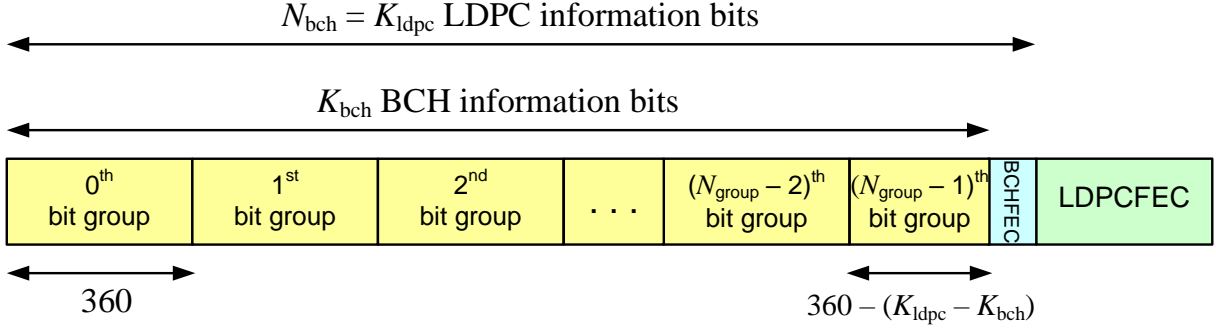 N_bch = K_ldpc LDPC information bits
K_bch BCH information bits
0^th bit group
1^st bit group
2^nd bit group
. . .
(N_group – 2)^th bit group
(N_group – 1)^th bit group
BCHFEC
LDPCFEC
360
360 – (K_ldpc – K_bch)